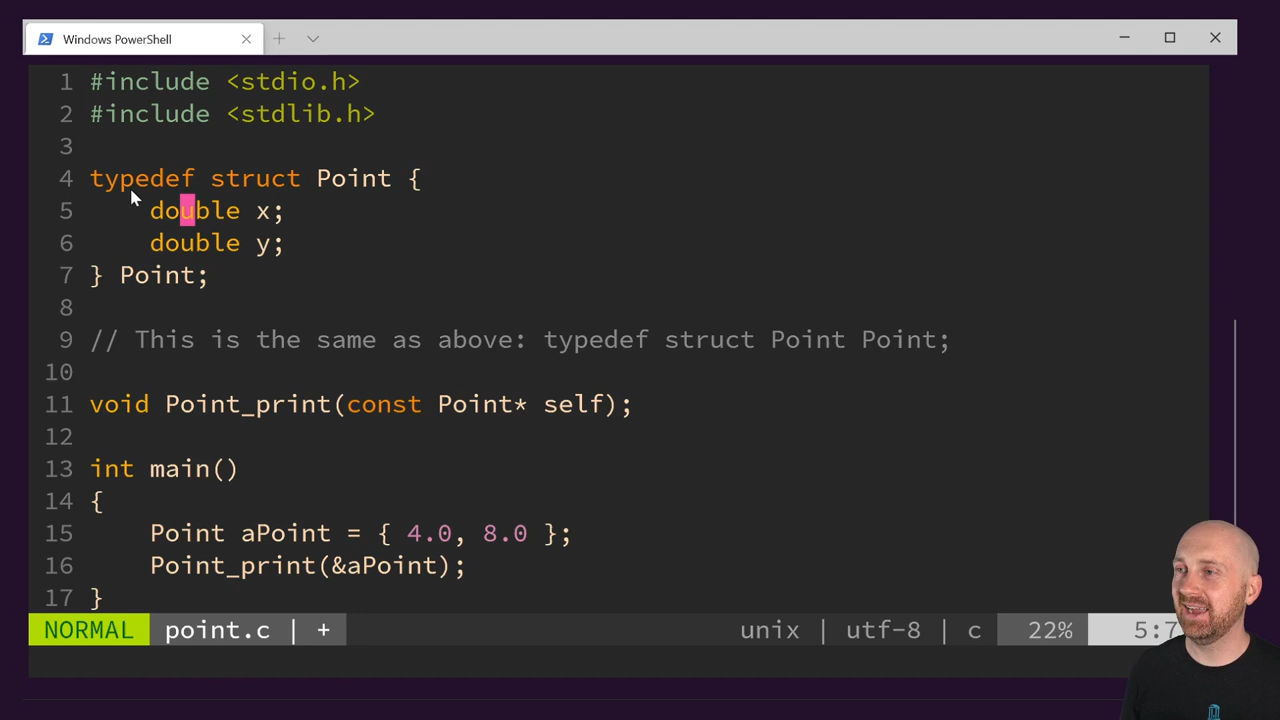 Windows PowerShell
1 #include <stdio.h>
2 #include <stdlib.h>
3
4 typedef struct Point {
5     double x;
6     double y;
7 } Point;
8
9 // This is the same as above: typedef struct Point Point;
10
11 void Point_print(const Point* self);
12
13 int main()
14 {
15     Point aPoint = { 4.0, 8.0 };
16     Point_print(&aPoint);
17 }
NORMAL point.c | + unix | utf-8 | c 22% 5:7